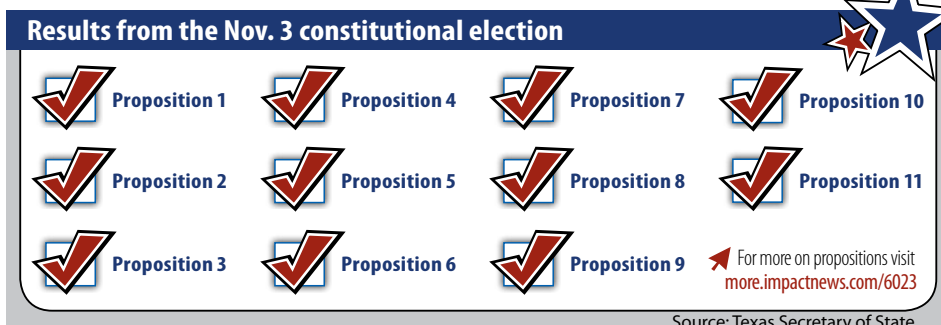 Results from the Nov. 3 constitutional election
Proposition 1
Proposition 2
Proposition 3
Proposition 4
Proposition 5
Proposition 6
Proposition 7
Proposition 8
Proposition 9
Proposition 10
Proposition 11
For more on propositions visit
more.impactnews.com/6023
Source: Texas Secretary of State